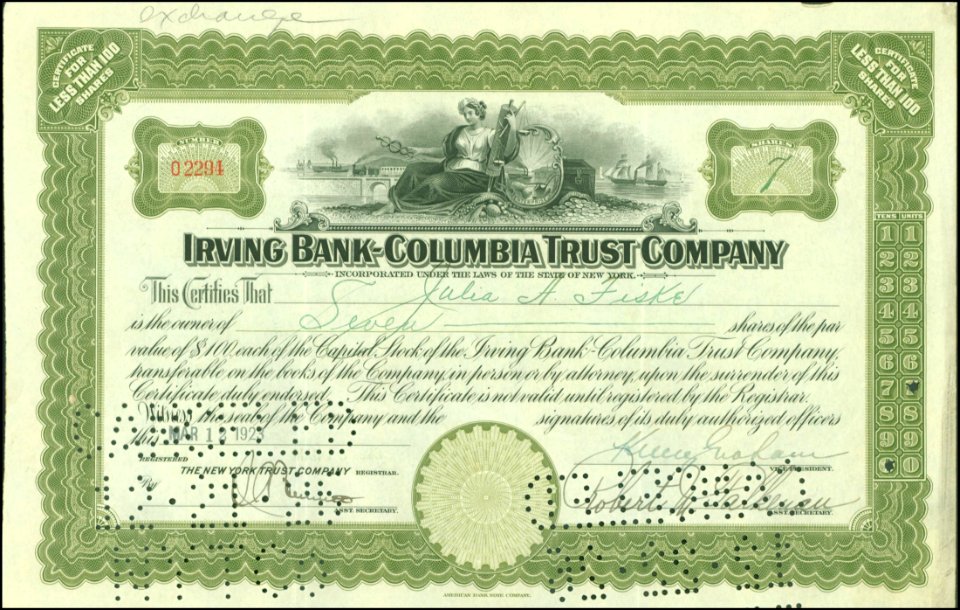 exchange
CERTIFICATE FOR LESS THAN 100 SHARES
CERTIFICATE FOR LESS THAN 100 SHARES
NUMBER
O2294
SHARES
7
IRVING BANK-COLUMBIA TRUST COMPANY
INCORPORATED UNDER THE LAWS OF THE STATE OF NEW YORK.
This Certifies That Julia A. Fiske
is the owner of Seven shares of the par
value of $100, each of the Capital Stock of the Irving Bank-Columbia Trust Company,
transferable on the books of the Company, in person or by attorney, upon the surrender of this
Certificate duly endorsed. This Certificate is not valid until registered by the Registrar.
Witness the seal of the Company and the signatures of its duly authorized officers
this MAR 12 1923
REGISTERED
THE NEW YORK TRUST COMPANY REGISTRAR.
By
ASST. SECRETARY.
VICE-PRESIDENT.
ASST. SECRETARY.
TENS UNITS
1 1
2 2
3 3
4 4
5 5
6 6
7
8 8
9 9
0
AMERICAN BANK NOTE COMPANY.